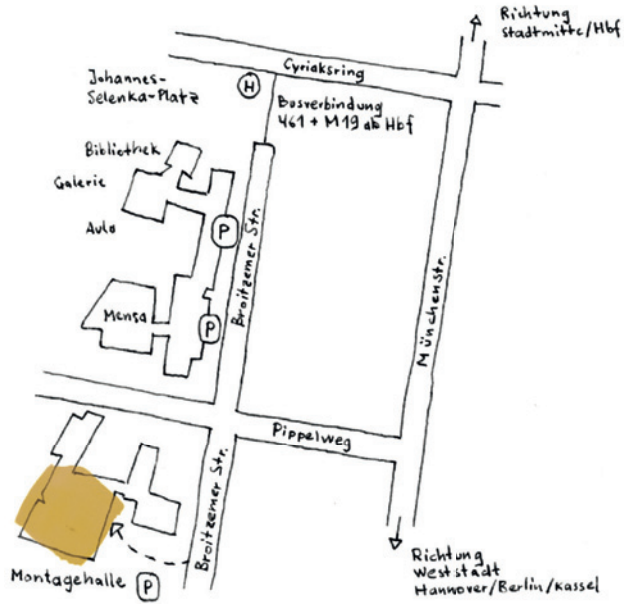 Richtung
Stadtmitte/Hbf
Cyriaksring
Johannes-
Selenka-Platz
H
Busverbindung
461 + M19 ab Hbf
Bibliothek
Galerie
Aula
P
Broitzemer Str.
Münchenstr.
Mensa
P
Pippelweg
Broitzemer Str.
Montagehalle P
Richtung
Weststadt
Hannover/Berlin/Kassel